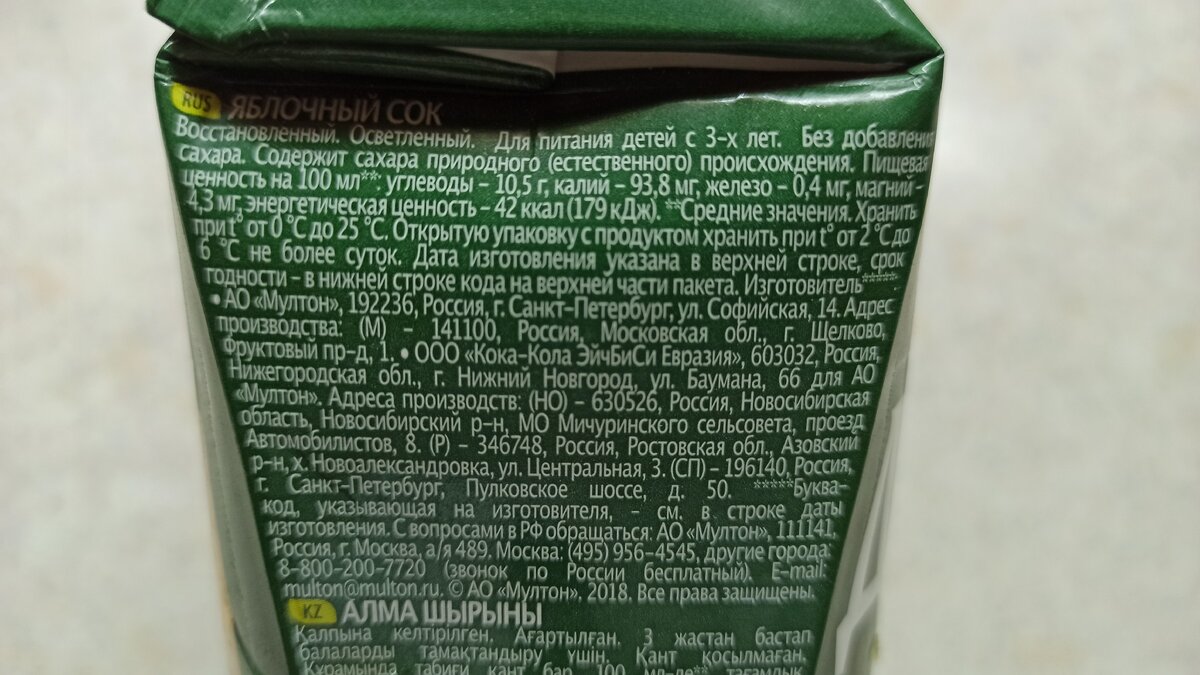 RUS ЯБЛОЧНЫЙ СОК
Восстановленный. Осветленный. Для питания детей с 3-х лет. Без добавления
сахара. Содержит сахара природного (естественного) происхождения. Пищевая
ценность на 100 мл**: углеводы – 10,5 г, калий – 93,8 мг, железо – 0,4 мг, магний –
4,3 мг, энергетическая ценность – 42 ккал (179 кДж). **Средние значения. Хранить
при t° от 0 °С до 25 °С. Открытую упаковку с продуктом хранить при t° от 2 °С до
6 °С не более суток. Дата изготовления указана в верхней строке, срок
годности – в нижней строке кода на верхней части пакета. Изготовитель*****:
• АО «Мултон», 192236, Россия, г. Санкт-Петербург, ул. Софийская, 14. Адрес
производства: (М) – 141100, Россия, Московская обл., г. Щелково,
Фруктовый пр-д, 1. • ООО «Кока-Кола ЭйчБиСи Евразия», 603032, Россия,
Нижегородская обл., г. Нижний Новгород, ул. Баумана, 66 для АО
«Мултон». Адреса производств: (НО) – 630526, Россия, Новосибирская
область, Новосибирский р-н, МО Мичуринского сельсовета, проезд
Автомобилистов, 8. (Р) – 346748, Россия, Ростовская обл., Азовский
р-н, х. Новоалександровка, ул. Центральная, 3. (СП) – 196140, Россия,
г. Санкт-Петербург, Пулковское шоссе, д. 50. *****Буква-
код, указывающая на изготовителя, – см. в строке даты
изготовления. С вопросами в РФ обращаться: АО «Мултон», 111141,
Россия, г. Москва, а/я 489. Москва: (495) 956-4545, другие города:
8-800-200-7720 (звонок по России бесплатный). E-mail:
multon@multon.ru. © АО «Мултон», 2018. Все права защищены.
KZ АЛМА ШЫРЫНЫ
Қалпына келтірілген. Ағартылған. 3 жастан бастап
балаларды тамақтандыру үшін. Қант қосылмаған.
Құрамында табиғи қант бар. 100 мл-де** тағамдық